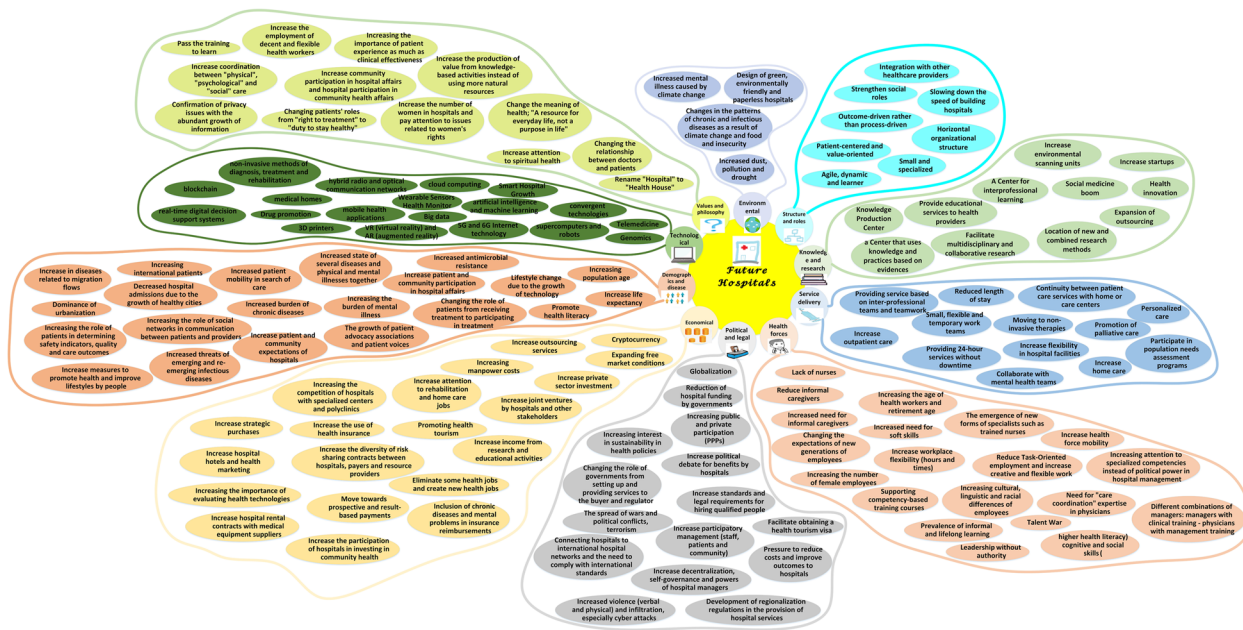 Pass the training
to learn
Increase the
employment of
decent and flexible
health workers
Increasing the
importance of patient
experience as much as
clinical effectiveness
Increase coordination
between "physical",
"psychological" and
"social" care
Increase community
participation in hospital affairs
and hospital participation in
community health affairs
Increase the production of
value from knowledge-
based activities instead of
using more natural
resources
Confirmation of privacy
issues with the
abundant growth of
information
Changing patients' roles
from "right to treatment" to
"duty to stay healthy"
Increase the number of
women in hospitals and
pay attention to issues
related to women's
rights
Change the meaning of
health; "A resource for
everyday life, not a
purpose in life"
Increase attention
to spiritual health
Changing the
relationship
between doctors
and patients
Rename "Hospital" to
"Health House"
Values and
philosophy
Increased mental
illness caused by
climate change
Design of green,
environmentally
friendly and
paperless hospitals
Changes in the patterns
of chronic and infectious
diseases as a result of
climate change and food
and insecurity
Increased dust,
pollution and
drought
Environm
ental
Integration with other
healthcare providers
Strengthen social
roles
Slowing down the
speed of building
hospitals
Outcome-driven rather
than process-driven
Horizontal
organizational
structure
Patient-centered and
value-oriented
Small and
specialized
Agile, dynamic
and learner
Structure
and roles
Increase
environmental
scanning units
Increase startups
A Center for
interprofessional
learning
Social medicine
boom
Health
innovation
Knowledge
Production
Center
Provide educational services
to health providers
Expansion of
outsourcing
a Center that uses
knowledge and
practices based on
evidences
Facilitate
multidisciplinary and
collaborative research
Location of new and
combined research
methods
Knowledg
e and
research
non-invasive methods of
diagnosis, treatment and
rehabilitation
blockchain
hybrid radio and optical
communication networks
cloud computing
Smart Hospital
Growth
medical homes
Wearable Sensors
Health Monitor
artificial intelligence
and machine learning
convergent
technologies
real-time digital decision
support systems
Drug promotion
mobile health
applications
Big data
Telemedicine
3D printers
VR (virtual reality) and
AR (augmented reality)
5G and 6G Internet
technology
supercomputers and
robots
Genomics
Technolog
ical
Future
Hospitals
Increase in diseases
related to migration
flows
Increasing
international patients
Increased patient
mobility in search of
care
Increased state of
several diseases and
physical and mental
illnesses together
Increased antimicrobial
resistance
Increase patient and
community participation
in hospital affairs
Lifestyle change
due to the growth
of technology
Increasing
population age
Decreased hospital
admissions due to the
growth of healthy cities
Dominance of
urbanization
Increased burden of
chronic diseases
Increasing the
burden of mental
illness
Changing the role of
patients from receiving
treatment to participating
in treatment
Promote
health literacy
Increase life
expectancy
Increasing the role of
patients in determining
safety indicators, quality
and care outcomes
Increasing the role of social
networks in communication
between patients and providers
Increase patient and
community
expectations of
hospitals
The growth of patient
advocacy associations
and patient voices
Increase measures to
promote health and improve
lifestyles by people
Increased threats of
emerging and re-
emerging infectious
diseases
Demograph
ics and
disease
Providing service based
on inter-professional
teams and teamwork
Reduced length
of stay
Continuity between patient
care services with home or
care centers
Personalized
care
Small, flexible and
temporary work
teams
Moving to non-
invasive therapies
Promotion of
palliative care
Increase
outpatient care
Providing 24-hour
services without
downtime
Increase flexibility
in hospital facilities
Participate in
population needs
assessment
programs
Collaborate with
mental health teams
Increase
home care
Service
delivery
Increase outsourcing
services
Cryptocurrency
Expanding free
market conditions
Increasing
manpower costs
Increase private
sector investment
Increasing the
competition of hospitals
with specialized centers
and polyclinics
Increase attention
to rehabilitation
and home care
jobs
Increase joint ventures
by hospitals and other
stakeholders
Increase strategic
purchases
Increase the use of
health insurance
Promoting health
tourism
Increase income from
research and
educational activities
Increase hospital
hotels and health
marketing
Increase the diversity of risk
sharing contracts between
hospitals, payers and resource
providers
Eliminate some health jobs
and create new health jobs
Increasing the importance of
evaluating health technologies
Move towards
prospective and result-
based payments
Inclusion of chronic
diseases and mental
problems in insurance
reimbursements
Increase hospital rental
contracts with medical
equipment suppliers
Increase the participation
of hospitals in investing in
community health
Economical
Globalization
Reduction of
hospital funding
by governments
Increasing public
and private
participation
(PPPs)
Increasing interest
in sustainability in
health policies
Increase political
debate for benefits by
hospitals
Changing the role of
governments from
setting up and
providing services to
the buyer and regulator
Increase standards and
legal requirements for
hiring qualified people
The spread of wars and
political conflicts,
terrorism
Facilitate obtaining a
health tourism visa
Increase participatory
management (staff,
patients and
community)
Connecting hospitals to
international hospital
networks and the need to
comply with international
standards
Pressure to reduce
costs and improve
outcomes to
hospitals
Increase decentralization,
self-governance and powers
of hospital managers
Increased violence (verbal
and physical) and infiltration,
especially cyber attacks
Development of regionalization
regulations in the provision of
hospital services
Political
and legal
Lack of nurses
Reduce informal
caregivers
Increasing the age of
health workers and
retirement age
Increased need for
informal caregivers
Increased need for
soft skills
The emergence of new
forms of specialists such as
trained nurses
Increase health
force mobility
Changing the
expectations of new
generations of
employees
Increase workplace
flexibility (hours and
times)
Reduce Task-Oriented
employment and increase
creative and flexible work
Increasing attention to
specialized competencies
instead of political power in
hospital management
Increasing the number
of female employees
Supporting
competency-based
training courses
Increasing cultural,
linguistic and racial
differences of
employees
Need for "care
coordination" expertise
in physicians
Different combinations of
managers: managers with
clinical training - physicians
with management training
Talent War
Prevalence of informal
and lifelong learning
higher health literacy)
cognitive and social
skills (
Leadership without
authority
Health
forces